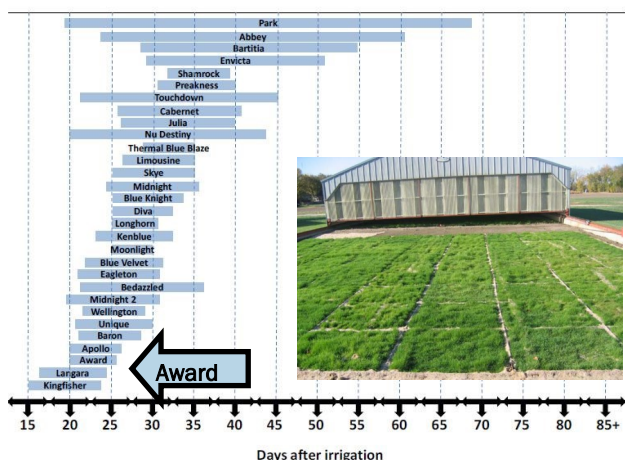 Park
Abbey
Bartitia
Envicta
Shamrock
Preakness
Touchdown
Cabernet
Julia
Nu Destiny
Thermal Blue Blaze
Limousine
Skye
Midnight
Blue Knight
Diva
Longhorn
Kenblue
Moonlight
Blue Velvet
Eagleton
Bedazzled
Midnight 2
Wellington
Unique
Baron
Apollo
Award
Award
Langara
Kingfisher
15 20 25 30 35 40 45 50 55 60 65 70 75 80 85+
Days after irrigation